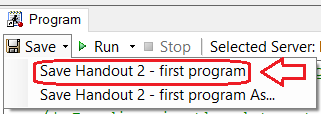 Program
Save Run Stop Selected Server:
Save Handout 2 - first program
Save Handout 2 - first program As...